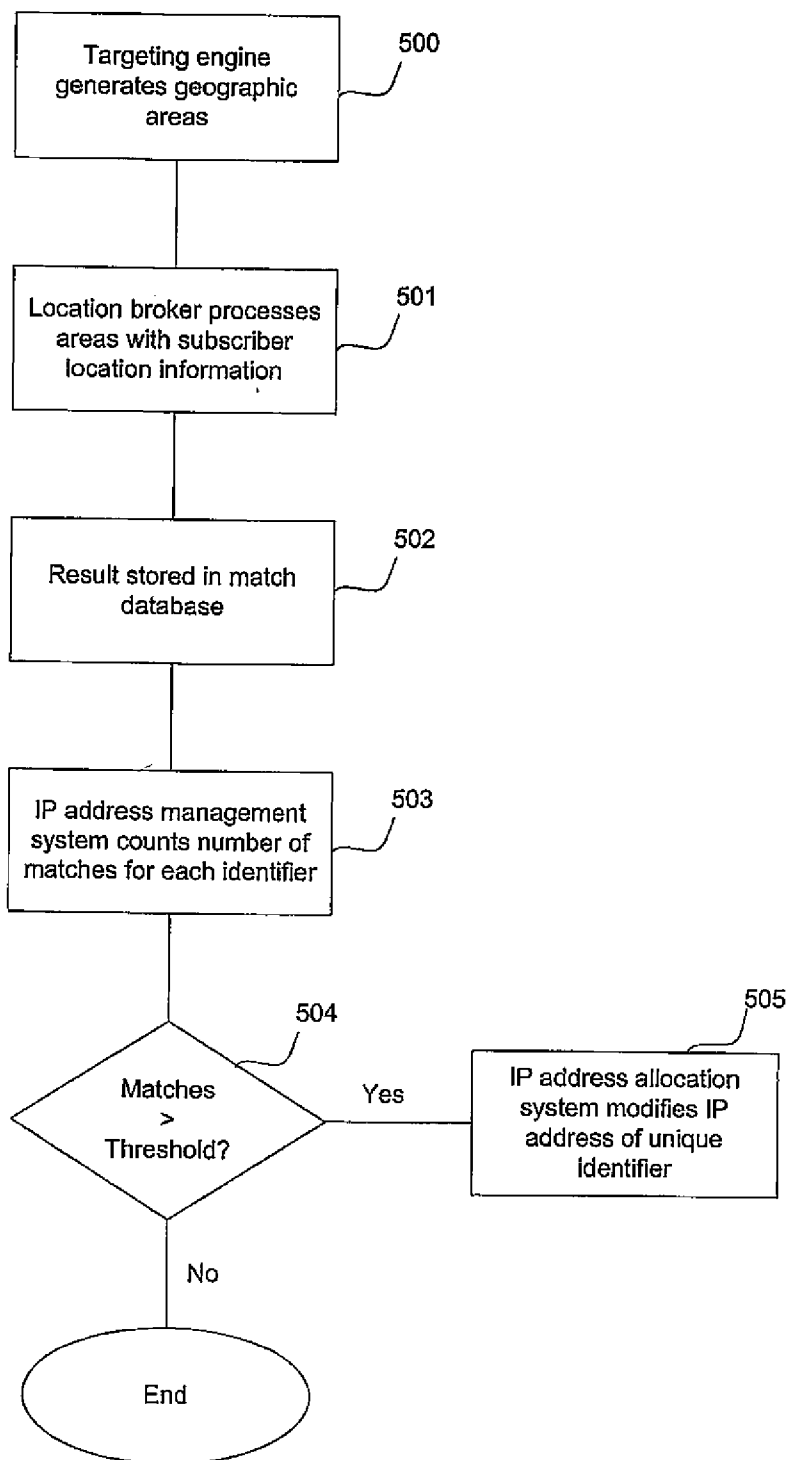 Targeting engine
generates geographic
areas
500
Location broker processes
areas with subscriber
location information
501
Result stored in match
database
502
IP address management
system counts number of
matches for each identifier
503
504
Matches
>
Threshold?
Yes
505
IP address allocation
system modifies IP
address of unique
identifier
No
End